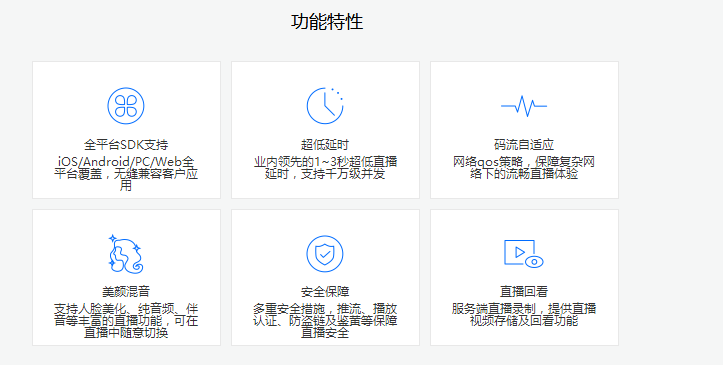 功能特性
全平台SDK支持
iOS/Android/PC/Web全
平台覆盖，无缝兼容客户应
用
超低延时
业内领先的1~3秒超低直播
延时，支持千万级并发
码流自适应
网络qos策略，保障复杂网
络下的流畅直播体验
美颜混音
支持人脸美化、纯音频、伴
音等丰富的直播功能，可在
直播中随意切换
安全保障
多重安全措施，推流、播放
认证、防盗链及鉴黄等保障
直播安全
直播回看
服务端直播录制，提供直播
视频存储及回看功能